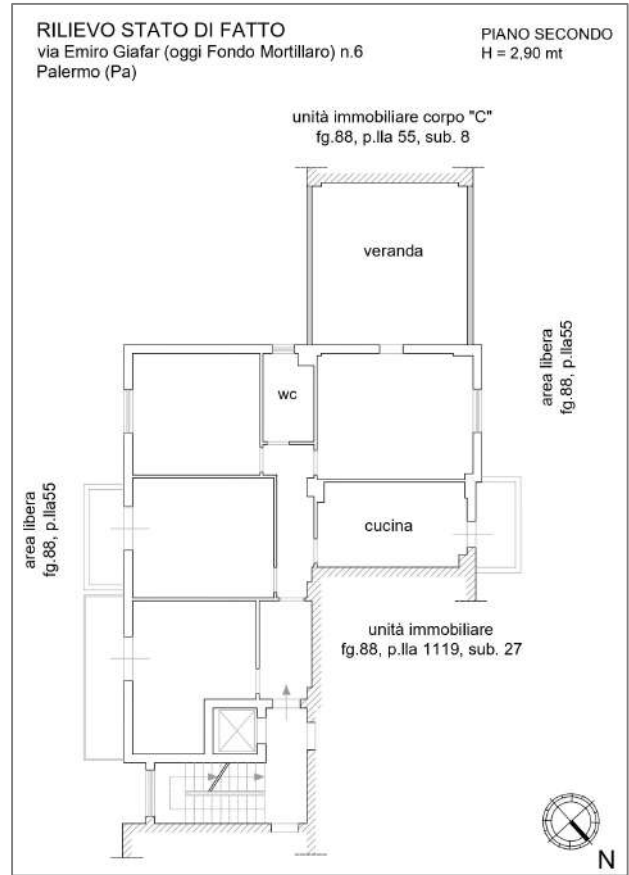 RILIEVO STATO DI FATTO
via Emiro Giafar (oggi Fondo Mortillaro) n.6
Palermo (Pa)
PIANO SECONDO
H = 2,90 mt
unità immobiliare corpo "C"
fg.88, p.lla 55, sub. 8
veranda
area libera
fg.88, p.lla55
wc
area libera
fg.88, p.lla55
cucina
unità immobiliare
fg.88, p.lla 1119, sub. 27
N